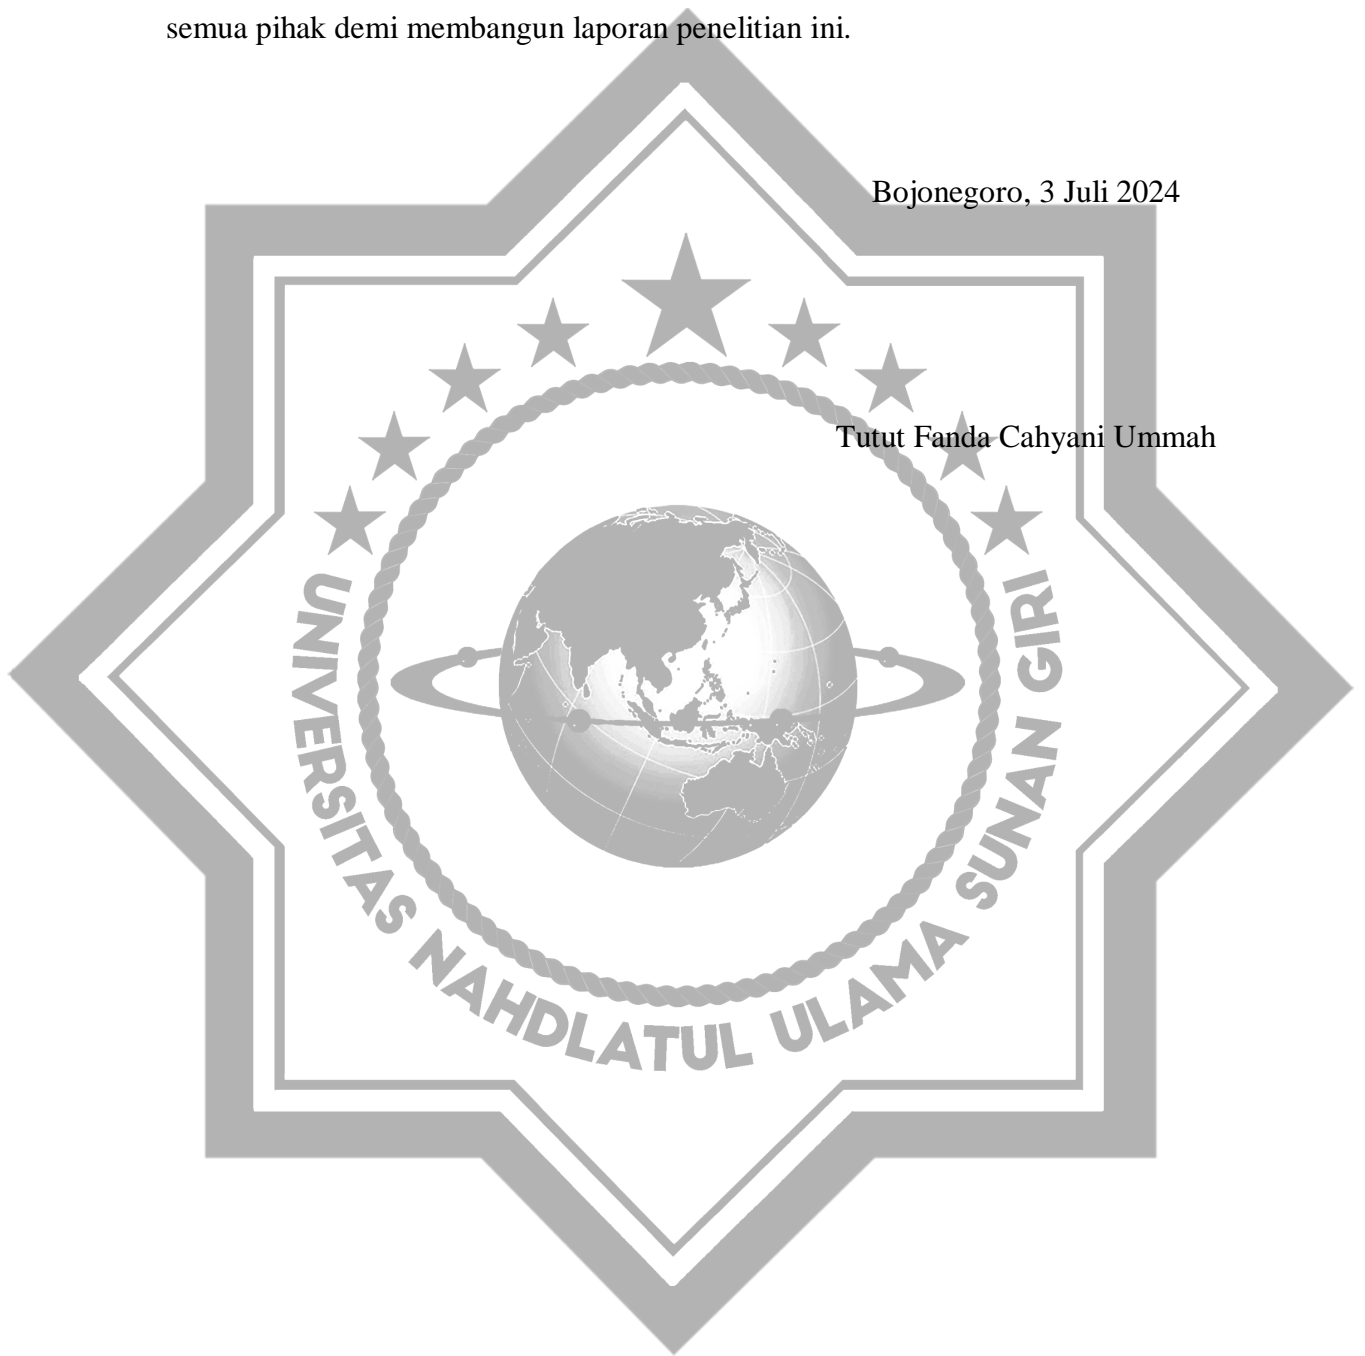 semua pihak demi membangun laporan penelitian ini.
Bojonegoro, 3 Juli 2024
Tutut Fanda Cahyani Ummah
UNIVERSITAS NAHDLATUL ULAMA SUNAN GIRI